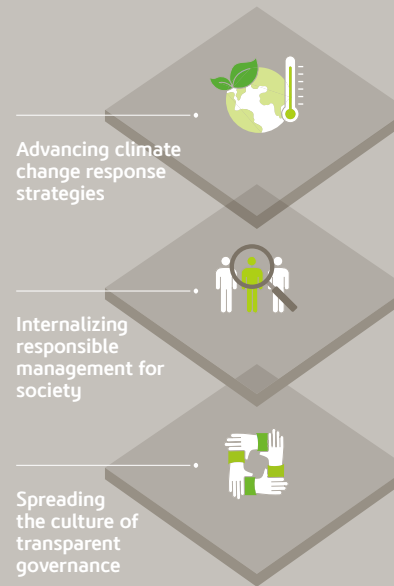 Advancing climate
change response
strategies
Internalizing
responsible
management for
society
Spreading
the culture of
transparent
governance